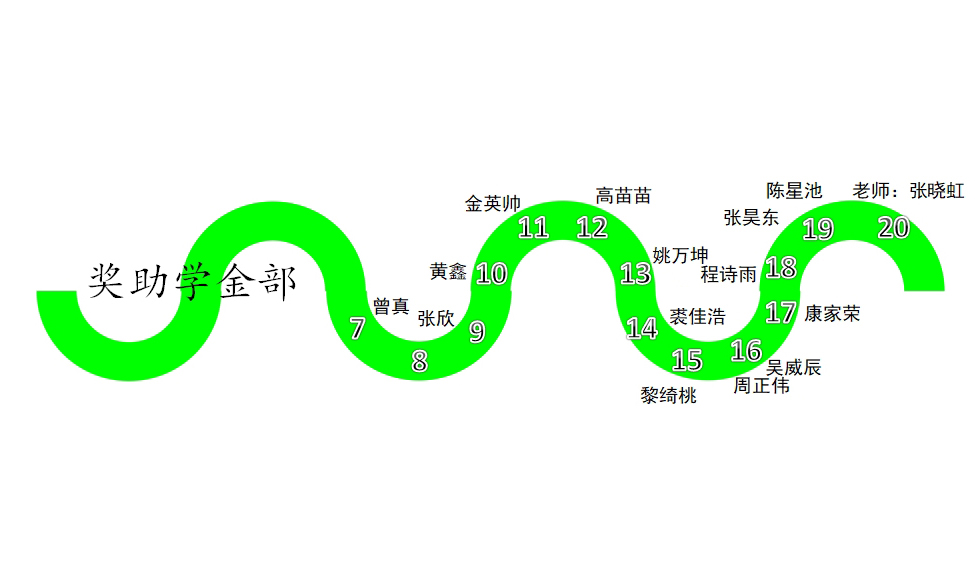 奖助学金部
7
曾真
8
张欣
9
黄鑫
10
金英帅
11
高苗苗
12
姚万坤
13
裘佳浩
14
黎绮桃
15
周正伟
16
吴威辰
康家荣
17
程诗雨
18
张昊东
陈星池
19
老师：张晓虹
20